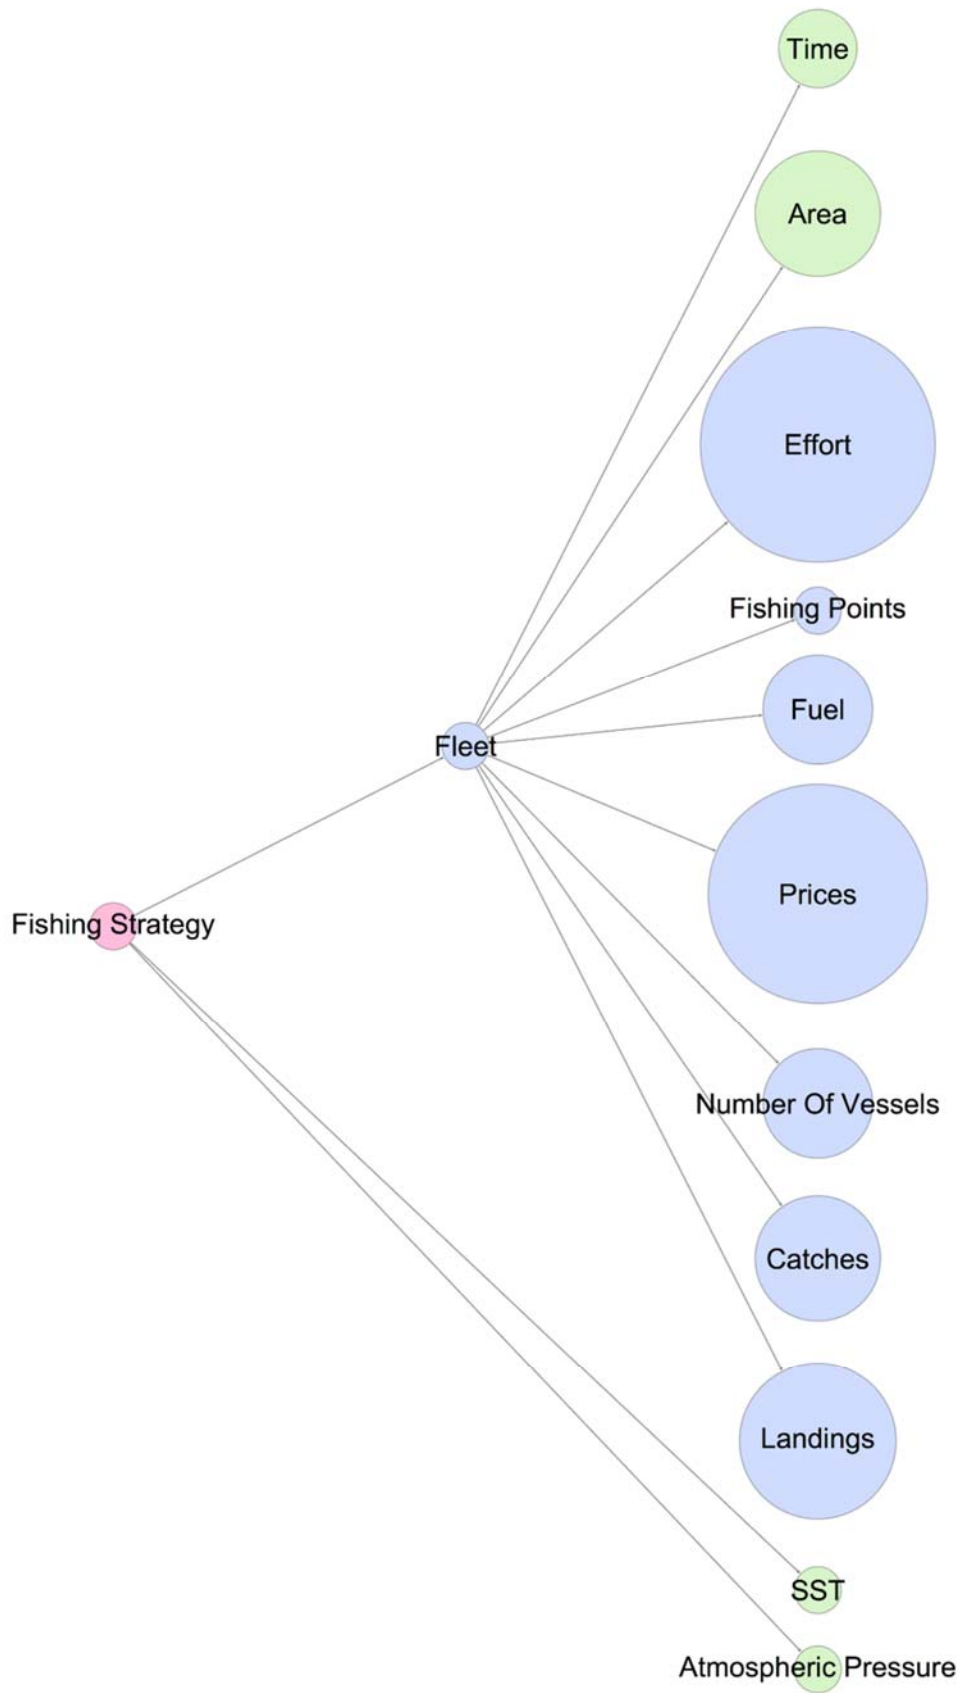 Time
Area
Effort
Fishing Points
Fuel
Fleet
Prices
Fishing Strategy
Number Of Vessels
Catches
Landings
SST
Atmospheric Pressure